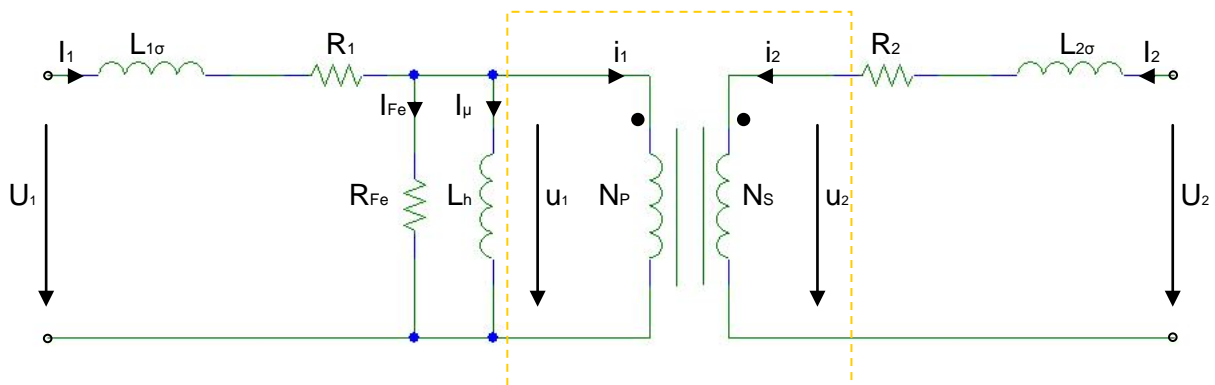 I1 L1σ R1 i1 i2 R2 L2σ I2
IFe Iμ
U1 RFe Lh u1 NP NS u2 U2